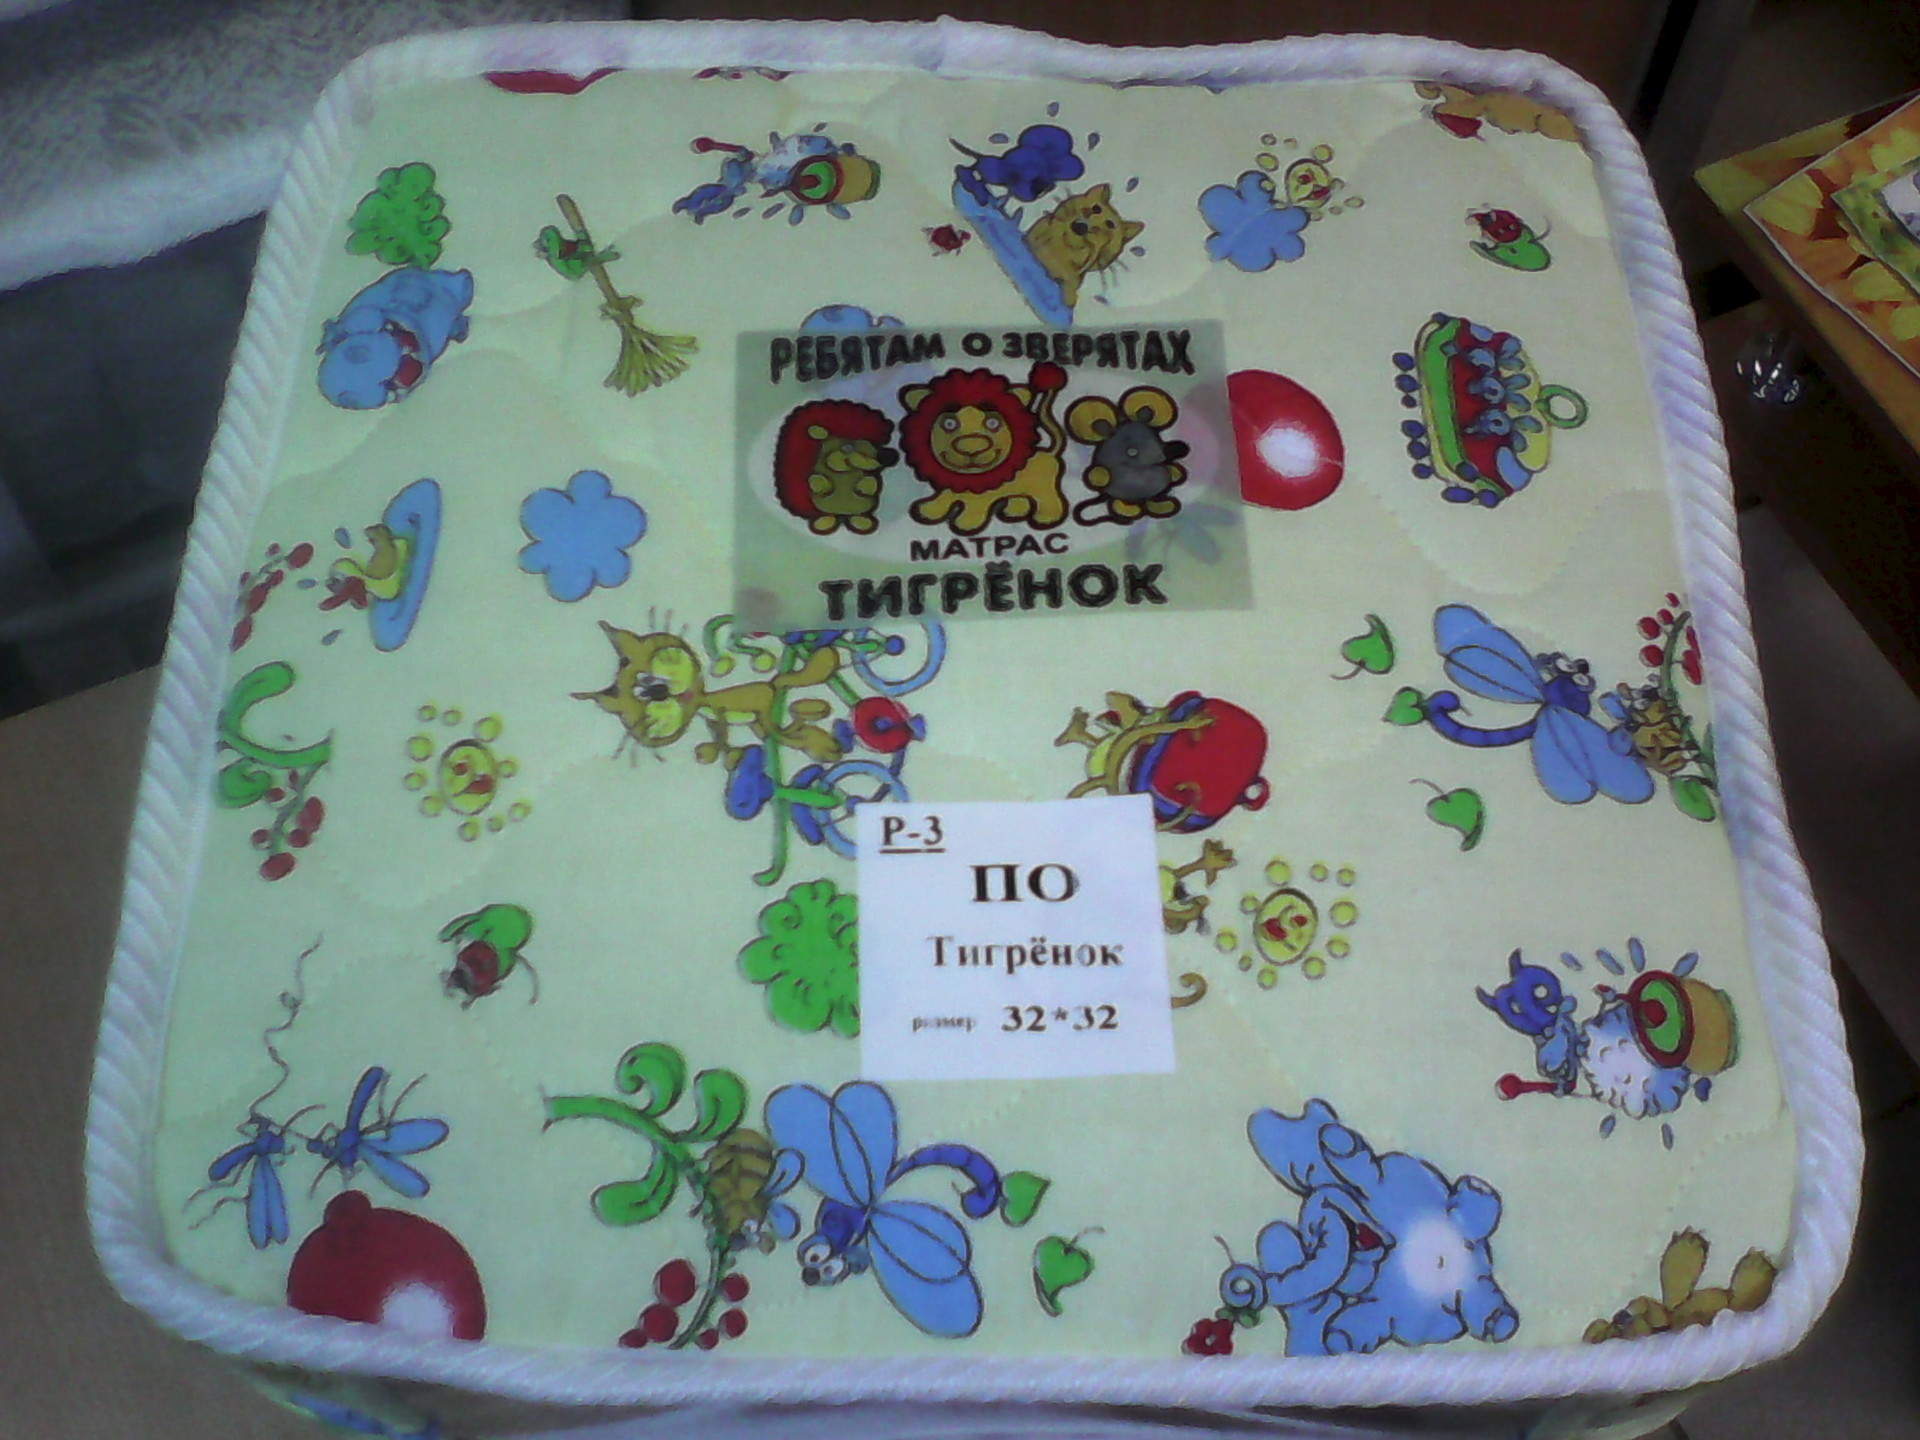 РЕБЯТАМ О ЗВЕРЯТАХ
МАТРАС
ТИГРЁНОК
Р-3
ПО
Тигрёнок
размер 32*32